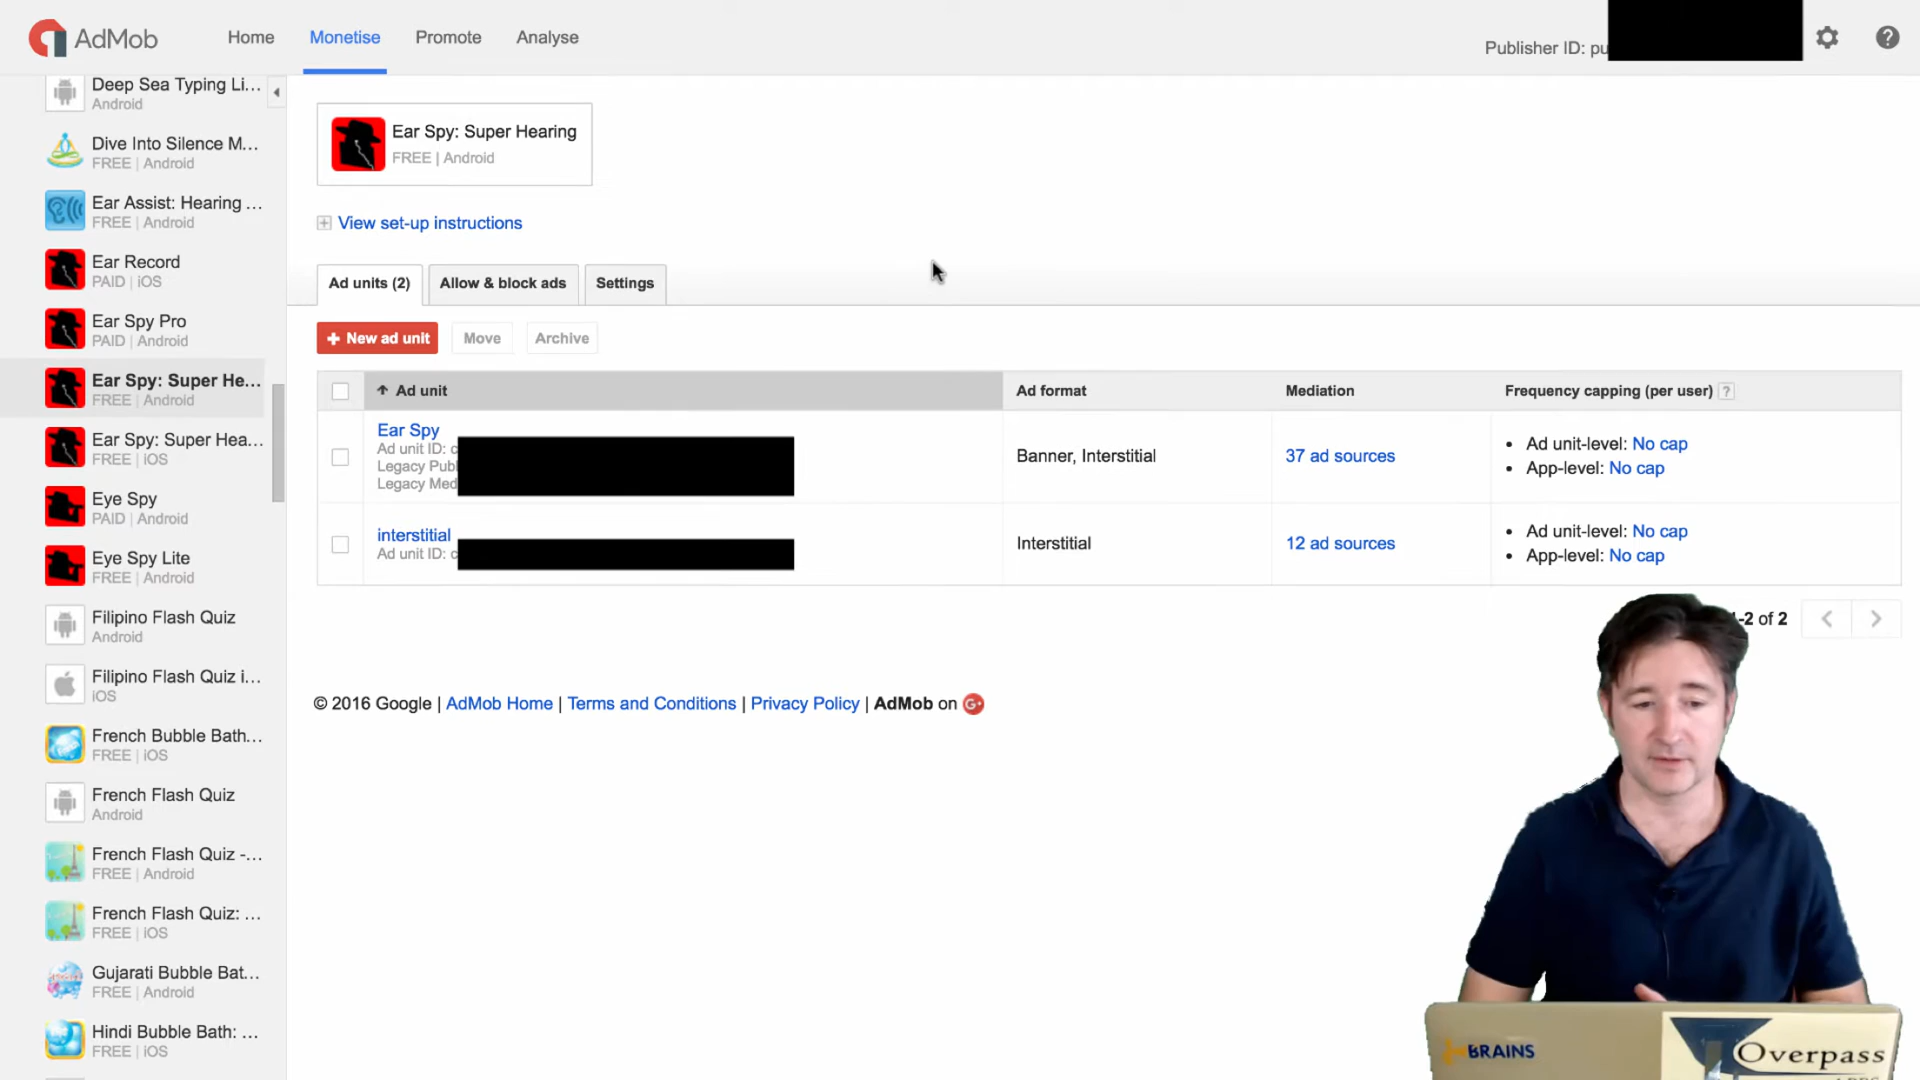 AdMob
Home
Monetise
Promote
Analyse
Publisher ID: pu
Deep Sea Typing Li...
Android
Dive Into Silence M...
FREE | Android
Ear Assist: Hearing ...
FREE | Android
Ear Record
PAID | iOS
Ear Spy Pro
PAID | Android
Ear Spy: Super He...
FREE | Android
Ear Spy: Super Hea...
FREE | iOS
Eye Spy
PAID | Android
Eye Spy Lite
FREE | Android
Filipino Flash Quiz
Android
Filipino Flash Quiz i...
iOS
French Bubble Bath...
FREE | iOS
French Flash Quiz
Android
French Flash Quiz -...
FREE | Android
French Flash Quiz: ...
FREE | iOS
Gujarati Bubble Bat...
FREE | Android
Hindi Bubble Bath: ...
FREE | iOS
Ear Spy: Super Hearing
FREE | Android
View set-up instructions
Ad units (2)
Allow & block ads
Settings
+ New ad unit
Move
Archive
Ad unit
Ad format
Mediation
Frequency capping (per user) ?
Ear Spy
Ad unit ID: c
Legacy Publ
Legacy Med
Banner, Interstitial
37 ad sources
• Ad unit-level: No cap
• App-level: No cap
interstitial
Ad unit ID: c
Interstitial
12 ad sources
• Ad unit-level: No cap
• App-level: No cap
-2 of 2
© 2016 Google | AdMob Home | Terms and Conditions | Privacy Policy | AdMob on G+
BRAINS
Overpass